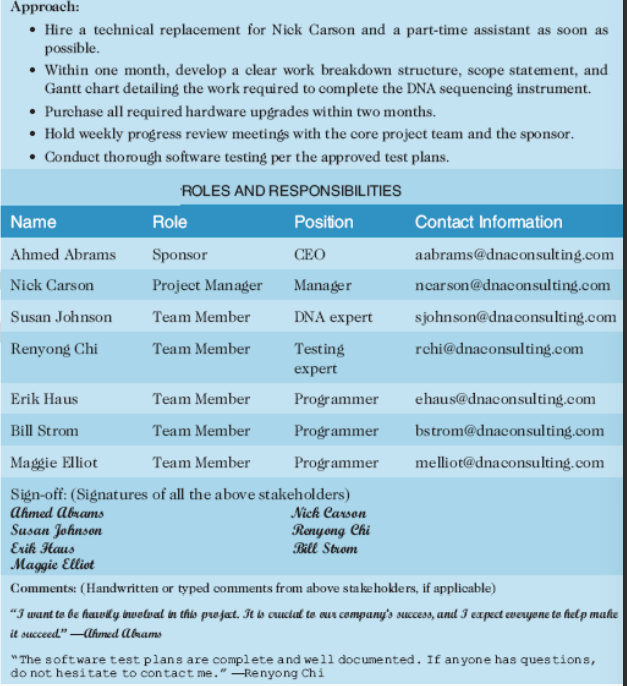 Approach:
• Hire a technical replacement for Nick Carson and a part-time assistant as soon as
possible.
• Within one month, develop a clear work breakdown structure, scope statement, and
Gantt chart detailing the work required to complete the DNA sequencing instrument.
• Purchase all required hardware upgrades within two months.
• Hold weekly progress review meetings with the core project team and the sponsor.
• Conduct thorough software testing per the approved test plans.
ROLES AND RESPONSIBILITIES
Name Role Position Contact Information
Ahmed Abrams Sponsor CEO aabrams@dnaconsulting.com
Nick Carson Project Manager Manager ncarson@dnaconsulting.com
Susan Johnson Team Member DNA expert sjohnson@dnaconsulting.com
Renyong Chi Team Member Testing rchi@dnaconsulting.com
expert
Erik Haus Team Member Programmer ehaus@dnaconsulting.com
Bill Strom Team Member Programmer bstrom@dnaconsulting.com
Maggie Elliot Team Member Programmer melliot@dnaconsulting.com
Sign-off: (Signatures of all the above stakeholders)
Ahmed Abrams Nick Carson
Susan Johnson Renyong Chi
Erik Haus Bill Strom
Maggie Elliot
Comments: (Handwritten or typed comments from above stakeholders, if applicable)
“I want to be heavily involved in this project. It is crucial to our company’s success, and I expect everyone to help make
it succeed.” —Ahmed Abrams
“The software test plans are complete and well documented. If anyone has questions,
do not hesitate to contact me.” —Renyong Chi